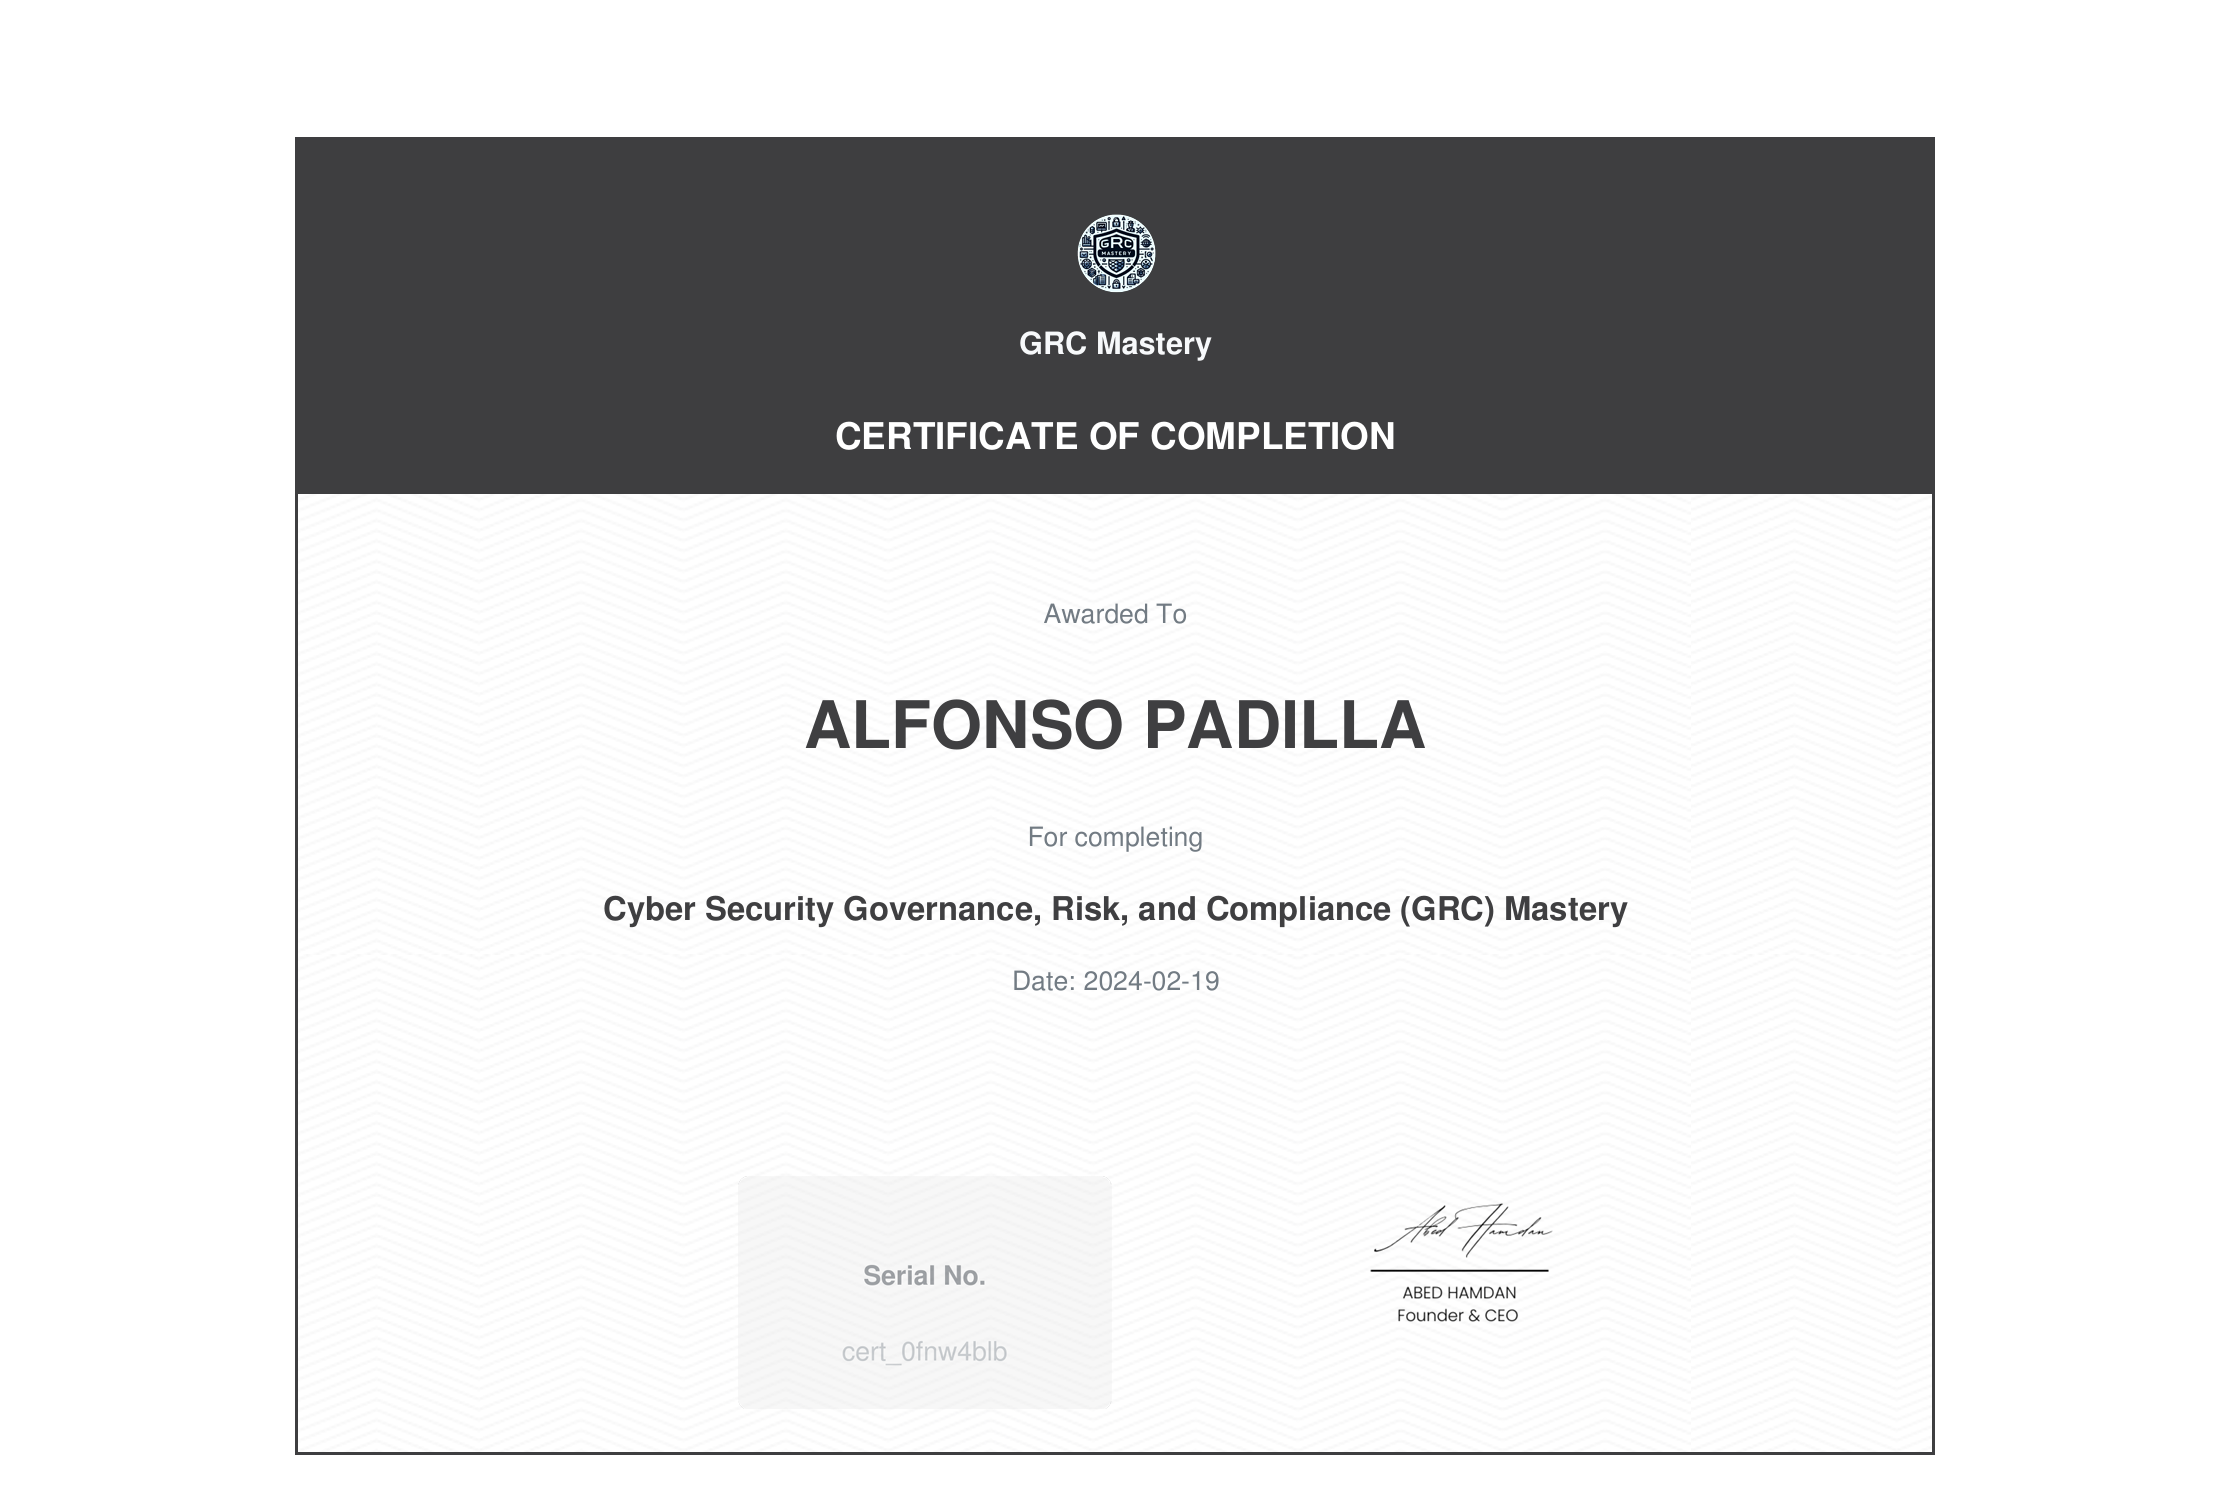 GRC
MASTERY
GRC Mastery
CERTIFICATE OF COMPLETION
Awarded To
ALFONSO PADILLA
For completing
Cyber Security Governance, Risk, and Compliance (GRC) Mastery
Date: 2024-02-19
Serial No.
cert_0fnw4blb
Abed Hamdan
ABED HAMDAN
Founder & CEO